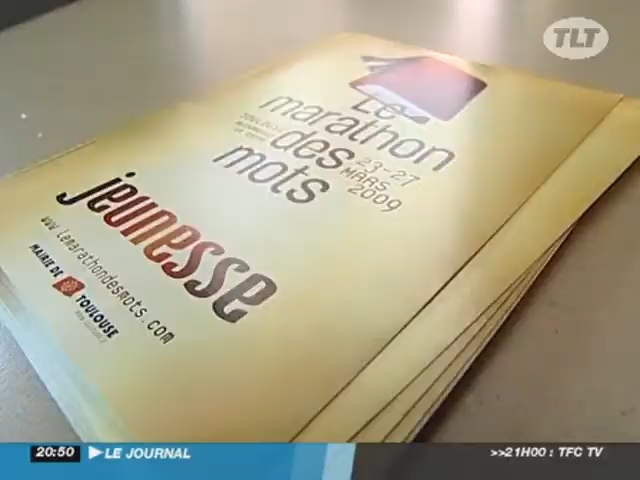 TLT
Le
marathon
des
mots
23-27
MARS
2009
jeunesse
www.lemarathondesmots.com
MAIRIE DE TOULOUSE
20:50 LE JOURNAL >>21H00 : TFC TV